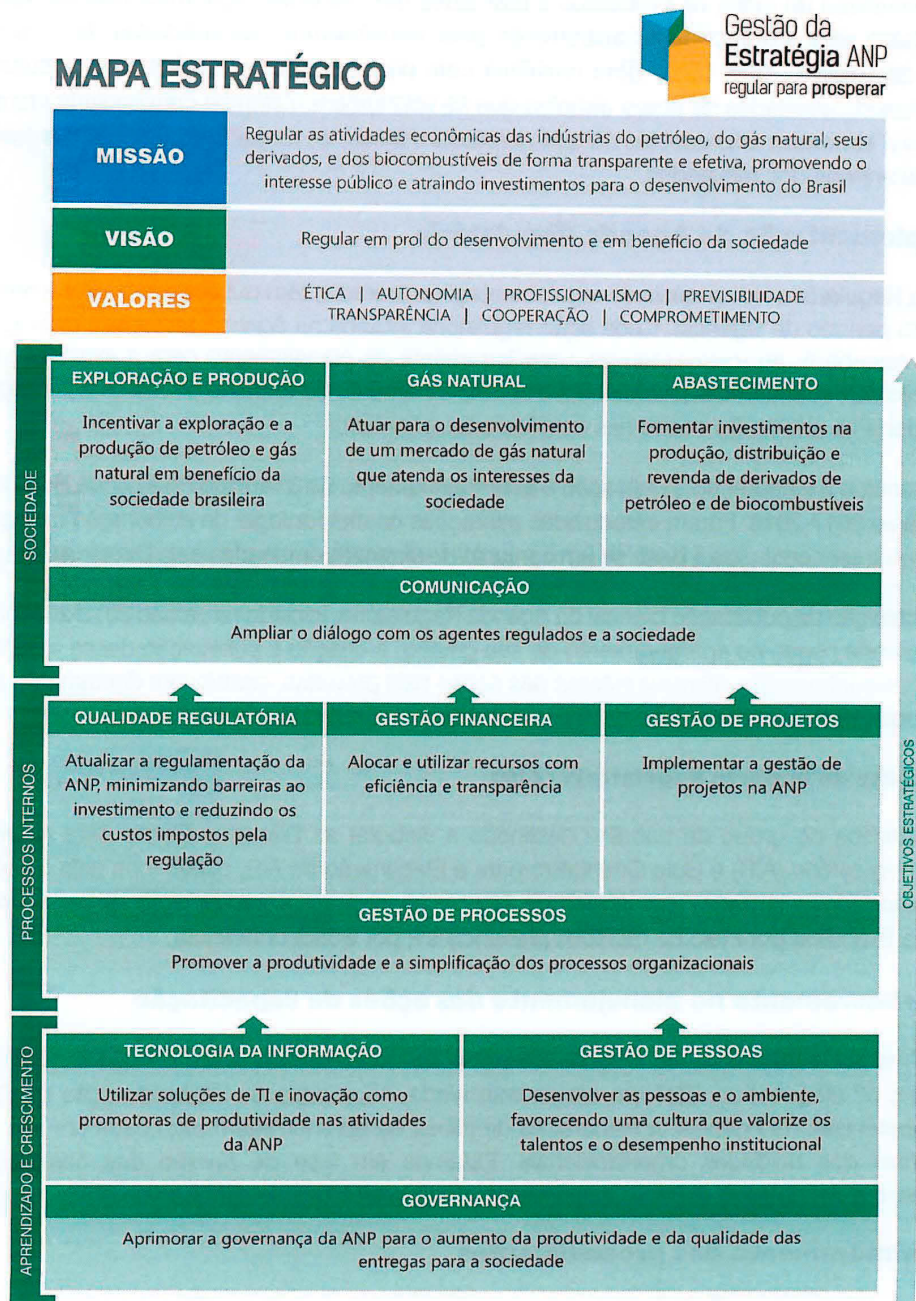 Gestão da
Estratégia ANP
regular para prosperar
MAPA ESTRATÉGICO
MISSÃO
Regular as atividades econômicas das indústrias do petróleo, do gás natural, seus
derivados, e dos biocombustíveis de forma transparente e efetiva, promovendo o
interesse público e atraindo investimentos para o desenvolvimento do Brasil
VISÃO
Regular em prol do desenvolvimento e em benefício da sociedade
VALORES
ÉTICA | AUTONOMIA | PROFISSIONALISMO | PREVISIBILIDADE
TRANSPARÊNCIA | COOPERAÇÃO | COMPROMETIMENTO
SOCIEDADE
EXPLORAÇÃO E PRODUÇÃO
Incentivar a exploração e a
produção de petróleo e gás
natural em benefício da
sociedade brasileira
GÁS NATURAL
Atuar para o desenvolvimento
de um mercado de gás natural
que atenda os interesses da
sociedade
ABASTECIMENTO
Fomentar investimentos na
produção, distribuição e
revenda de derivados de
petróleo e de biocombustíveis
COMUNICAÇÃO
Ampliar o diálogo com os agentes regulados e a sociedade
PROCESSOS INTERNOS
QUALIDADE REGULATÓRIA
Atualizar a regulamentação da
ANP, minimizando barreiras ao
investimento e reduzindo os
custos impostos pela
regulação
GESTÃO FINANCEIRA
Alocar e utilizar recursos com
eficiência e transparência
GESTÃO DE PROJETOS
Implementar a gestão de
projetos na ANP
GESTÃO DE PROCESSOS
Promover a produtividade e a simplificação dos processos organizacionais
APRENDIZADO E CRESCIMENTO
TECNOLOGIA DA INFORMAÇÃO
Utilizar soluções de TI e inovação como
promotoras de produtividade nas atividades
da ANP
GESTÃO DE PESSOAS
Desenvolver as pessoas e o ambiente,
favorecendo uma cultura que valorize os
talentos e o desempenho institucional
GOVERNANÇA
Aprimorar a governança da ANP para o aumento da produtividade e da qualidade das
entregas para a sociedade
OBJETIVOS ESTRATÉGICOS